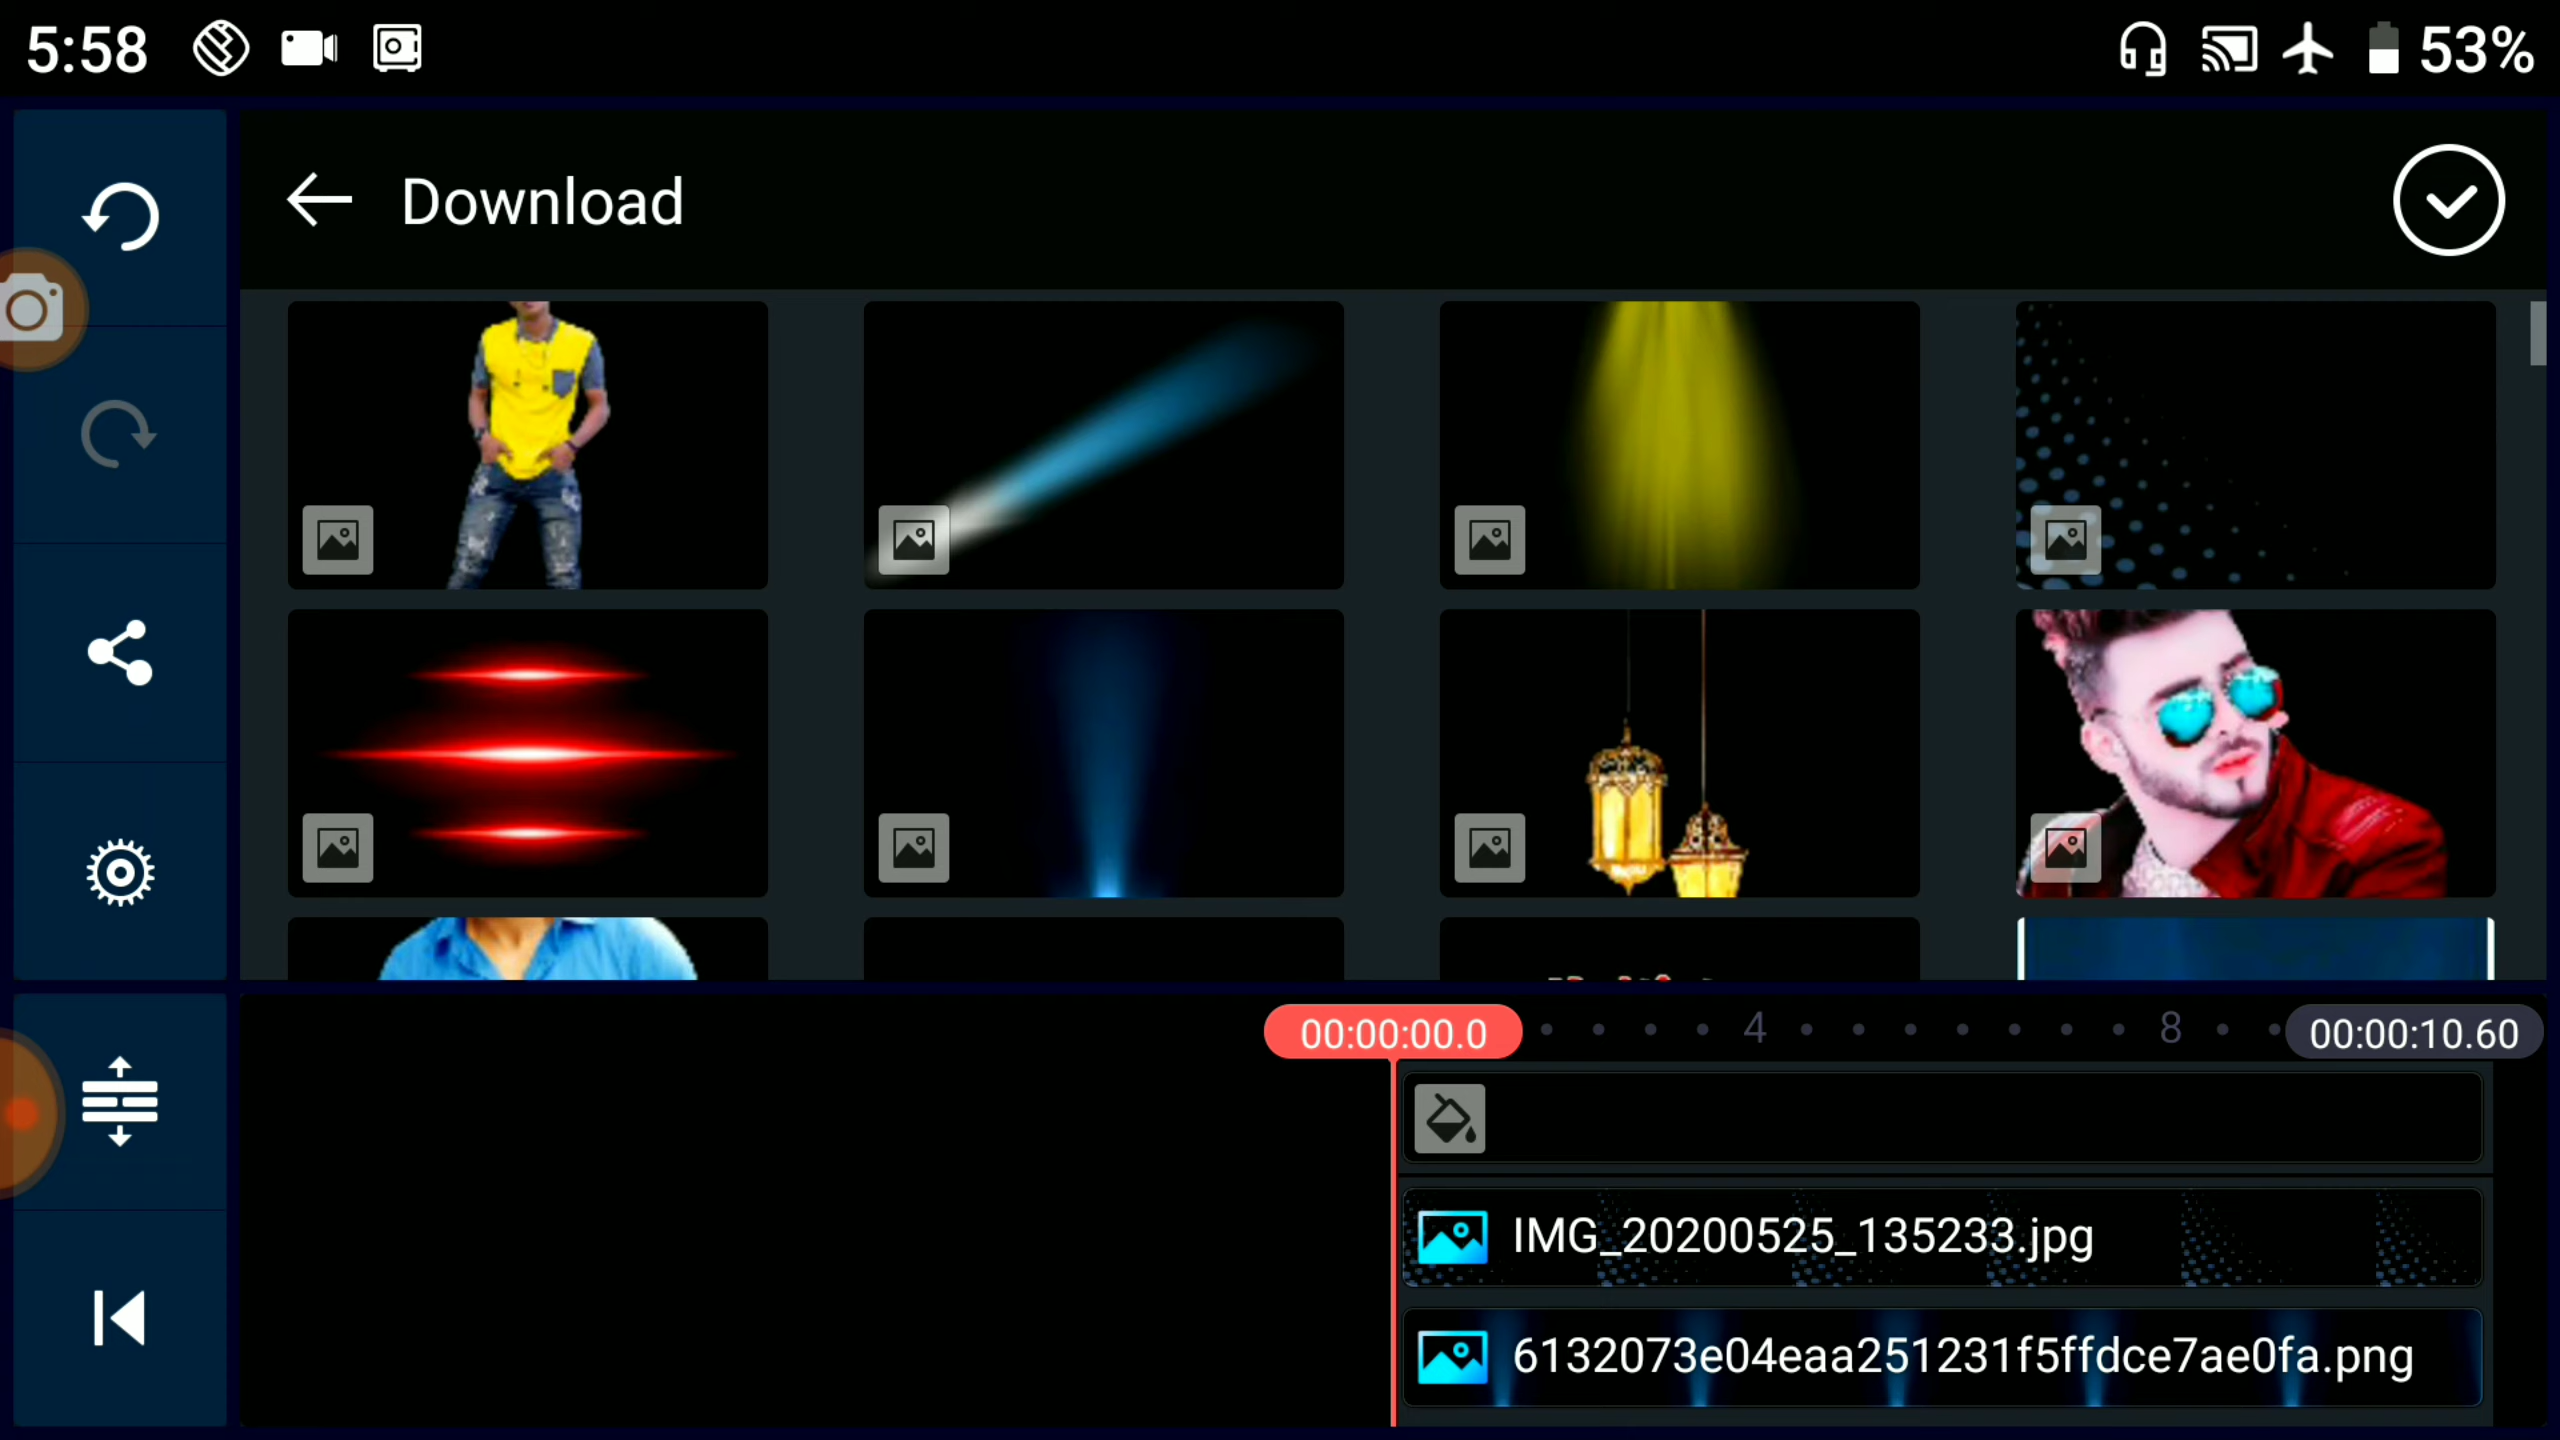 5:58
53%
Download
00:00:00.0
4
8
00:00:10.60
IMG_20200525_135233.jpg
6132073e04eaa251231f5ffdce7ae0fa.png